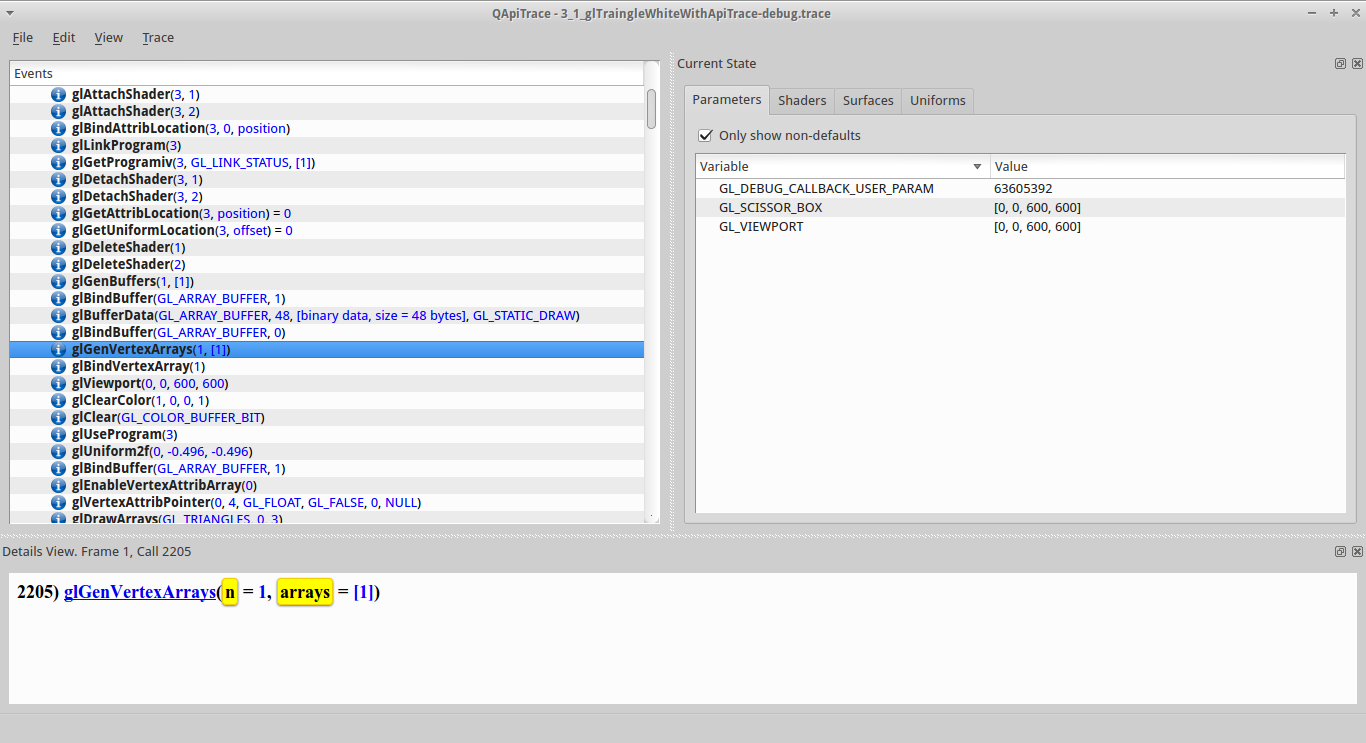 QApiTrace - 3_1_glTraingleWhiteWithApiTrace-debug.trace
File Edit View Trace
Events
glAttachShader(3, 1)
glAttachShader(3, 2)
glBindAttribLocation(3, 0, position)
glLinkProgram(3)
glGetProgramiv(3, GL_LINK_STATUS, [1])
glDetachShader(3, 1)
glDetachShader(3, 2)
glGetAttribLocation(3, position) = 0
glGetUniformLocation(3, offset) = 0
glDeleteShader(1)
glDeleteShader(2)
glGenBuffers(1, [1])
glBindBuffer(GL_ARRAY_BUFFER, 1)
glBufferData(GL_ARRAY_BUFFER, 48, [binary data, size = 48 bytes], GL_STATIC_DRAW)
glBindBuffer(GL_ARRAY_BUFFER, 0)
glGenVertexArrays(1, [1])
glBindVertexArray(1)
glViewport(0, 0, 600, 600)
glClearColor(1, 0, 0, 1)
glClear(GL_COLOR_BUFFER_BIT)
glUseProgram(3)
glUniform2f(0, -0.496, -0.496)
glBindBuffer(GL_ARRAY_BUFFER, 1)
glEnableVertexAttribArray(0)
glVertexAttribPointer(0, 4, GL_FLOAT, GL_FALSE, 0, NULL)
glDrawArrays(GL_TRIANGLES, 0, 3)
Current State
Parameters Shaders Surfaces Uniforms
Only show non-defaults
Variable Value
GL_DEBUG_CALLBACK_USER_PARAM 63605392
GL_SCISSOR_BOX [0, 0, 600, 600]
GL_VIEWPORT [0, 0, 600, 600]
Details View. Frame 1, Call 2205
2205) glGenVertexArrays(n = 1, arrays = [1])